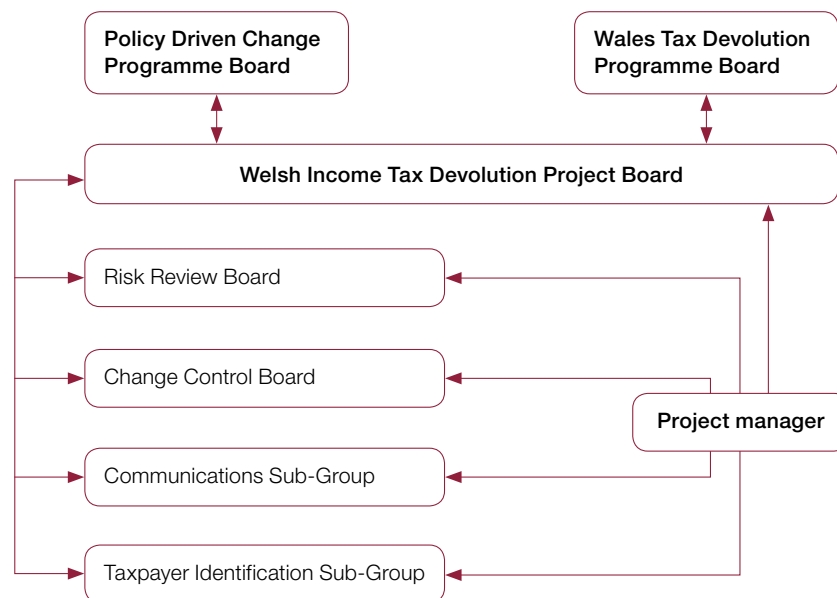 Policy Driven Change
Programme Board
Wales Tax Devolution
Programme Board
Welsh Income Tax Devolution Project Board
Risk Review Board
Change Control Board
Project manager
Communications Sub-Group
Taxpayer Identification Sub-Group